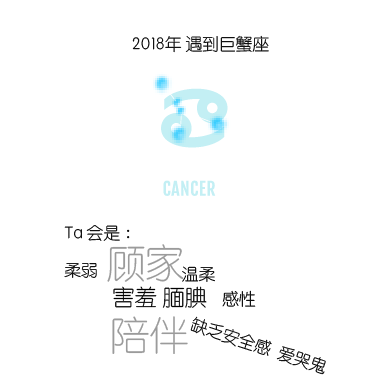 2018年 遇到巨蟹座
CANCER
Ta 会是：
顾家
柔弱 温柔
害羞 腼腆 感性
陪伴
缺乏安全感 爱哭鬼